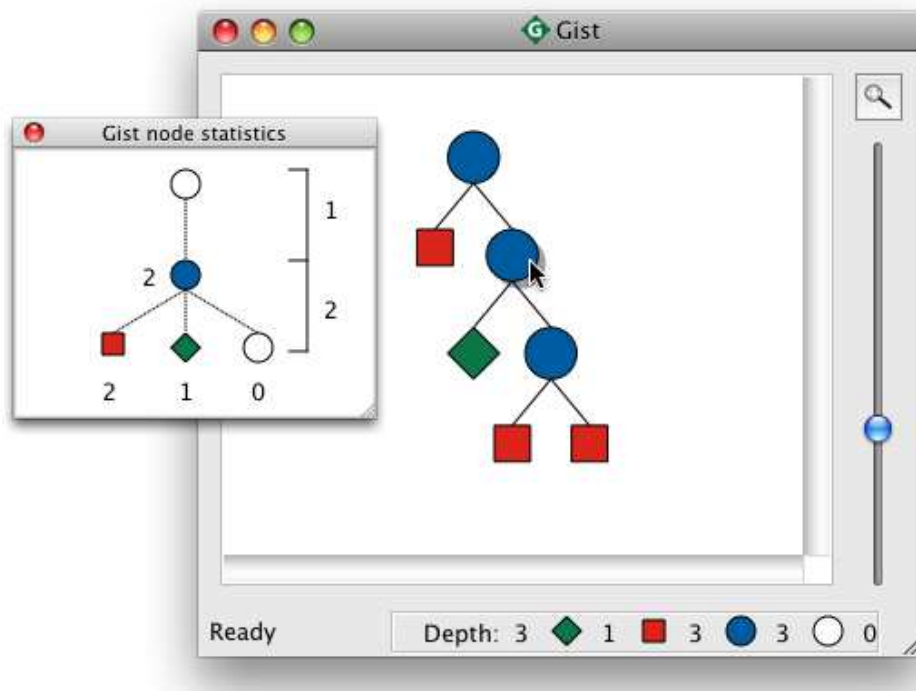 Gist
Gist node statistics
1
2
2
2 1 0
Ready Depth: 3 1 3 3 0